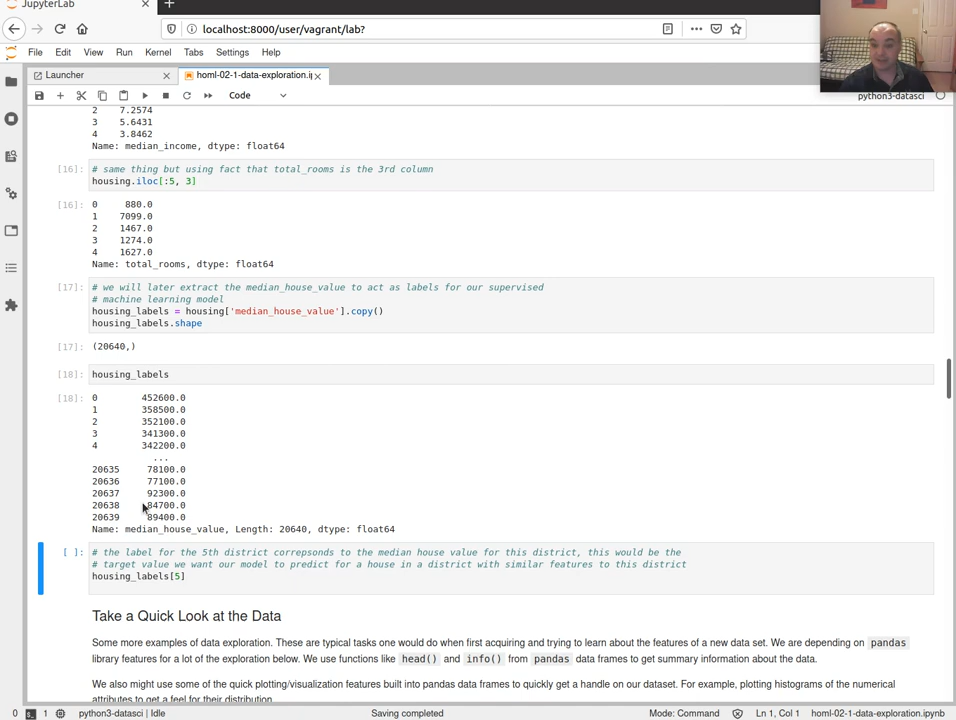 JupyterLab
localhost:8000/user/vagrant/lab?
File Edit View Run Kernel Tabs Settings Help
Launcher
homl-02-1-data-exploration.ip
Code
python3-datasci
2 7.2574
3 5.6431
4 3.8462
Name: median_income, dtype: float64
[16]: # same thing but using fact that total_rooms is the 3rd column
housing.iloc[:5, 3]
[16]: 0 880.0
1 7099.0
2 1467.0
3 1274.0
4 1627.0
Name: total_rooms, dtype: float64
[17]: # we will later extract the median_house_value to act as labels for our supervised
# machine learning model
housing_labels = housing['median_house_value'].copy()
housing_labels.shape
[17]: (20640,)
[18]: housing_labels
[18]: 0 452600.0
1 358500.0
2 352100.0
3 341300.0
4 342200.0
...
20635 78100.0
20636 77100.0
20637 92300.0
20638 84700.0
20639 89400.0
Name: median_house_value, Length: 20640, dtype: float64
[ ]: # the label for the 5th district correpsonds to the median house value for this district, this would be the
# target value we want our model to predict for a house in a district with similar features to this district
housing_labels[5]
Take a Quick Look at the Data
Some more examples of data exploration. These are typical tasks one would do when first acquiring and trying to learn about the features of a new data set. We are depending on pandas
library features for a lot of the exploration below. We use functions like head() and info() from pandas data frames to get summary information about the data.
We also might use some of the quick plotting/visualization features built into pandas data frames to quickly get a handle on our dataset. For example, plotting histograms of the numerical
attributes to get a feel for their distribution.
0 1 python3-datasci | Idle Saving completed Mode: Command Ln 1, Col 1 homl-02-1-data-exploration.ipynb